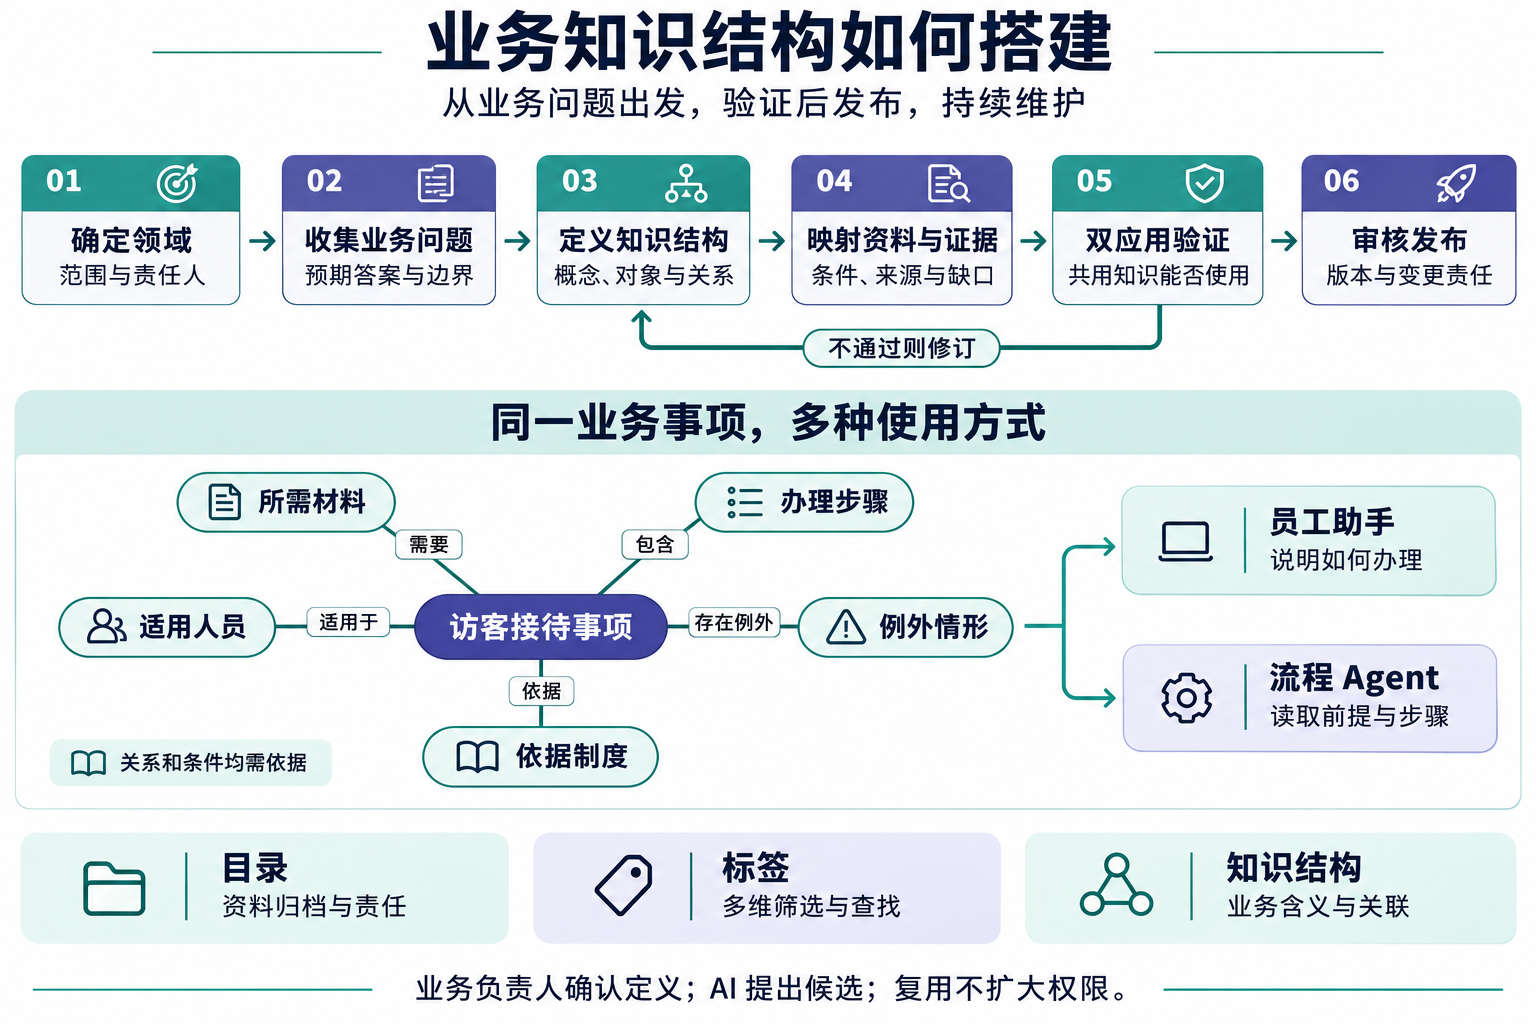 业务知识结构如何搭建
从业务问题出发，验证后发布，持续维护
01
确定领域
范围与责任人
02
收集业务问题
预期答案与边界
03
定义知识结构
概念、对象与关系
04
映射资料与证据
条件、来源与缺口
05
双应用验证
共用知识能否使用
06
审核发布
版本与变更责任
不通过则修订
同一业务事项，多种使用方式
所需材料
办理步骤
需要
包含
适用人员
适用于
访客接待事项
存在例外
例外情形
依据
依据制度
关系和条件均需依据
员工助手
说明如何办理
流程 Agent
读取前提与步骤
目录
资料归档与责任
标签
多维筛选与查找
知识结构
业务含义与关联
业务负责人确认定义；AI 提出候选；复用不扩大权限。